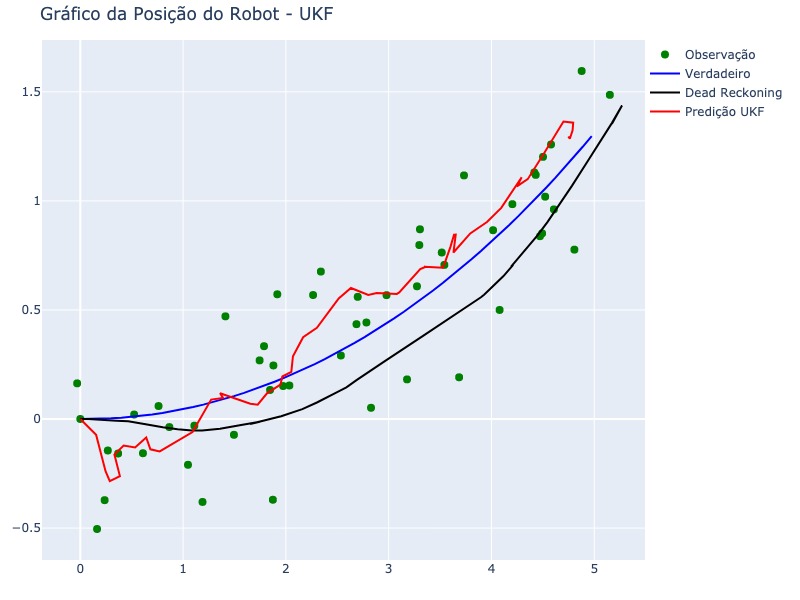 Gráfico da Posição do Robot - UKF
Observação
Verdadeiro
Dead Reckoning
Predição UKF
1.5
1
0.5
0
−0.5
0 1 2 3 4 5